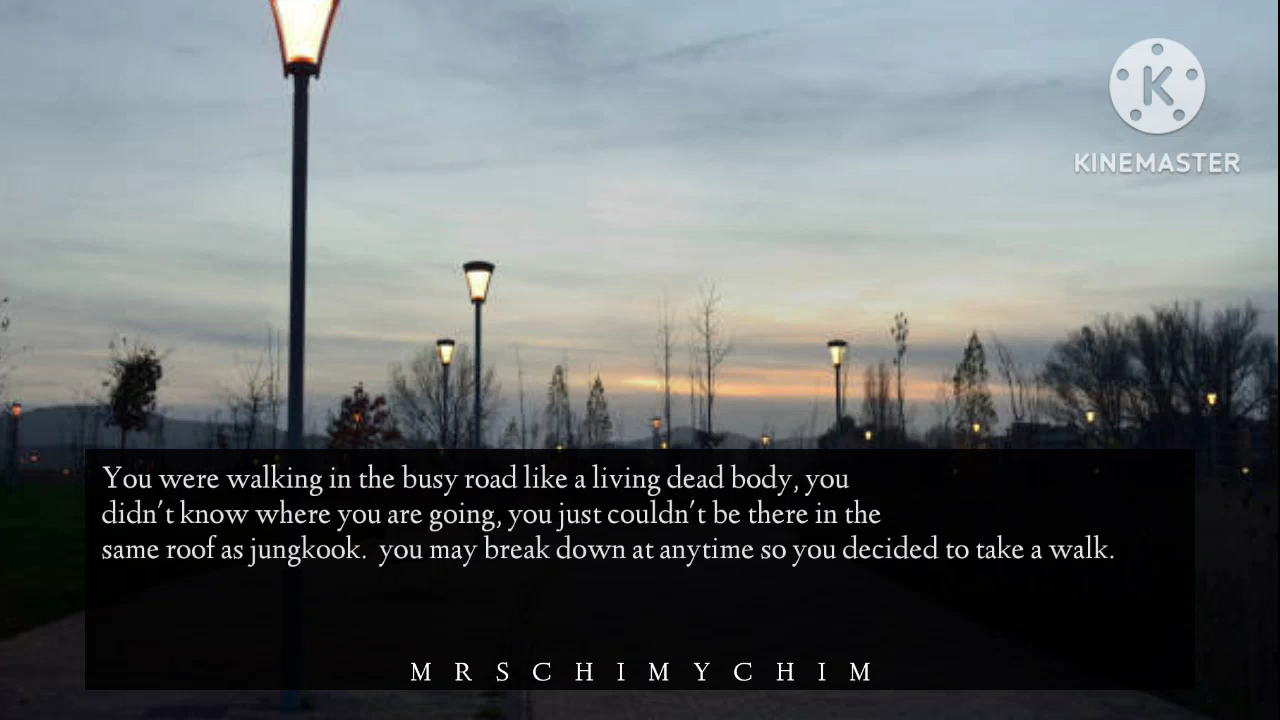 KINEMASTER
You were walking in the busy road like a living dead body, you
didn't know where you are going, you just couldn't be there in the
same roof as jungkook.  you may break down at anytime so you decided to take a walk.
M R S C H I M Y C H I M